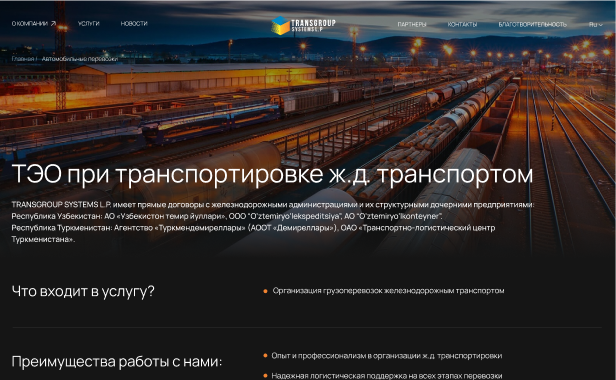 О КОМПАНИИ УСЛУГИ НОВОСТИ TRANSGROUP SYSTEMS L.P ПАРТНЕРЫ КОНТАКТЫ БЛАГОТВОРИТЕЛЬНОСТЬ Ru
Главная / Автомобильные перевозки
ТЭО при транспортировке ж.д. транспортом
TRANSGROUP SYSTEMS L.P. имеет прямые договоры с железнодорожными администрациями и их структурными дочерними предприятиями:
Республика Узбекистан: АО «Узбекистон темир йуллари», ООО "O'ztemiryo'lekspeditsiya", АО "O'ztemiryo'lkonteyner".
Республика Туркменистан: Агентство «Туркмендемиреллары» (АООТ «Демиреллары»), ОАО «Транспортно-логистический центр
Туркменистана».
Что входит в услугу?
Организация грузоперевозок железнодорожным транспортом
Преимущества работы с нами:
Опыт и профессионализм в организации ж.д. транспортировки
Надежная логистическая поддержка на всех этапах перевозки